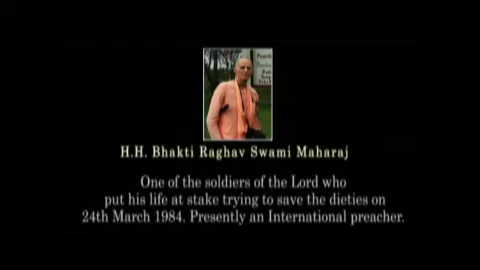 H.H. Bhakti Raghav Swami Maharaj
One of the soldiers of the Lord who
put his life at stake trying to save the dieties on
24th March 1984. Presently an International preacher.